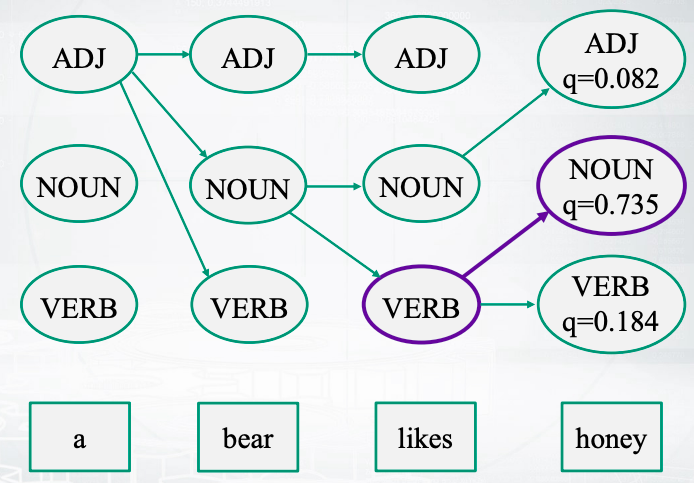 ADJ ADJ ADJ ADJ
q=0.082
NOUN NOUN NOUN NOUN
q=0.735
VERB VERB VERB VERB
q=0.184
a bear likes honey